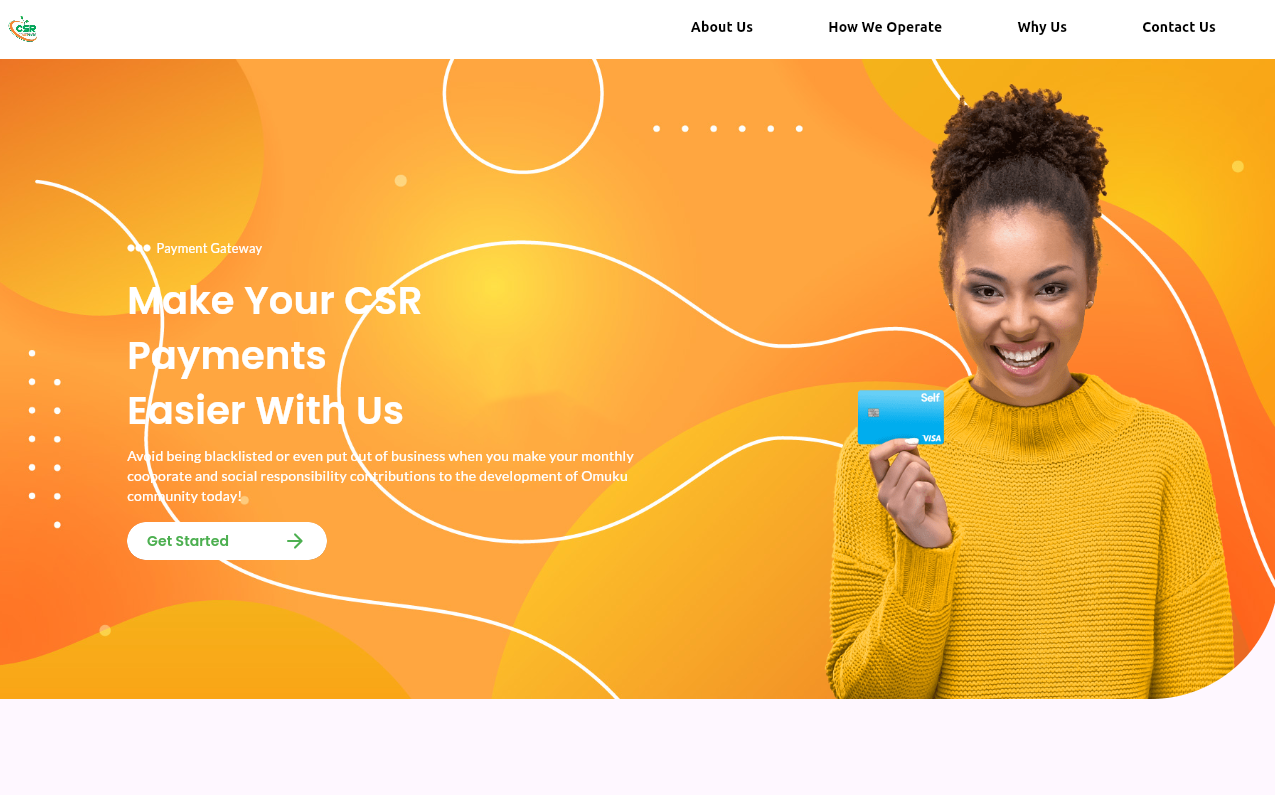 CSR
About Us
How We Operate
Why Us
Contact Us
Payment Gateway
Make Your CSR
Payments
Easier With Us
Avoid being blacklisted or even put out of business when you make your monthly
cooporate and social responsibility contributions to the development of Omuku
community today!
Get Started
Self
VISA